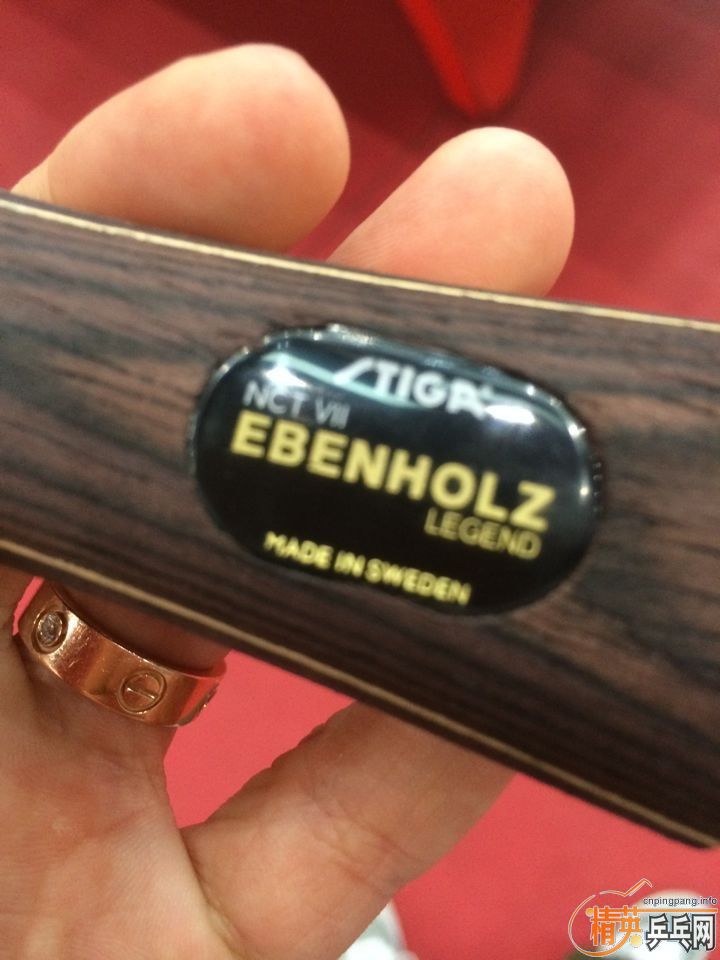 STIGA
NCT VII
EBENHOLZ
LEGEND
MADE IN SWEDEN
cnpingpang.info
精英乒乓网